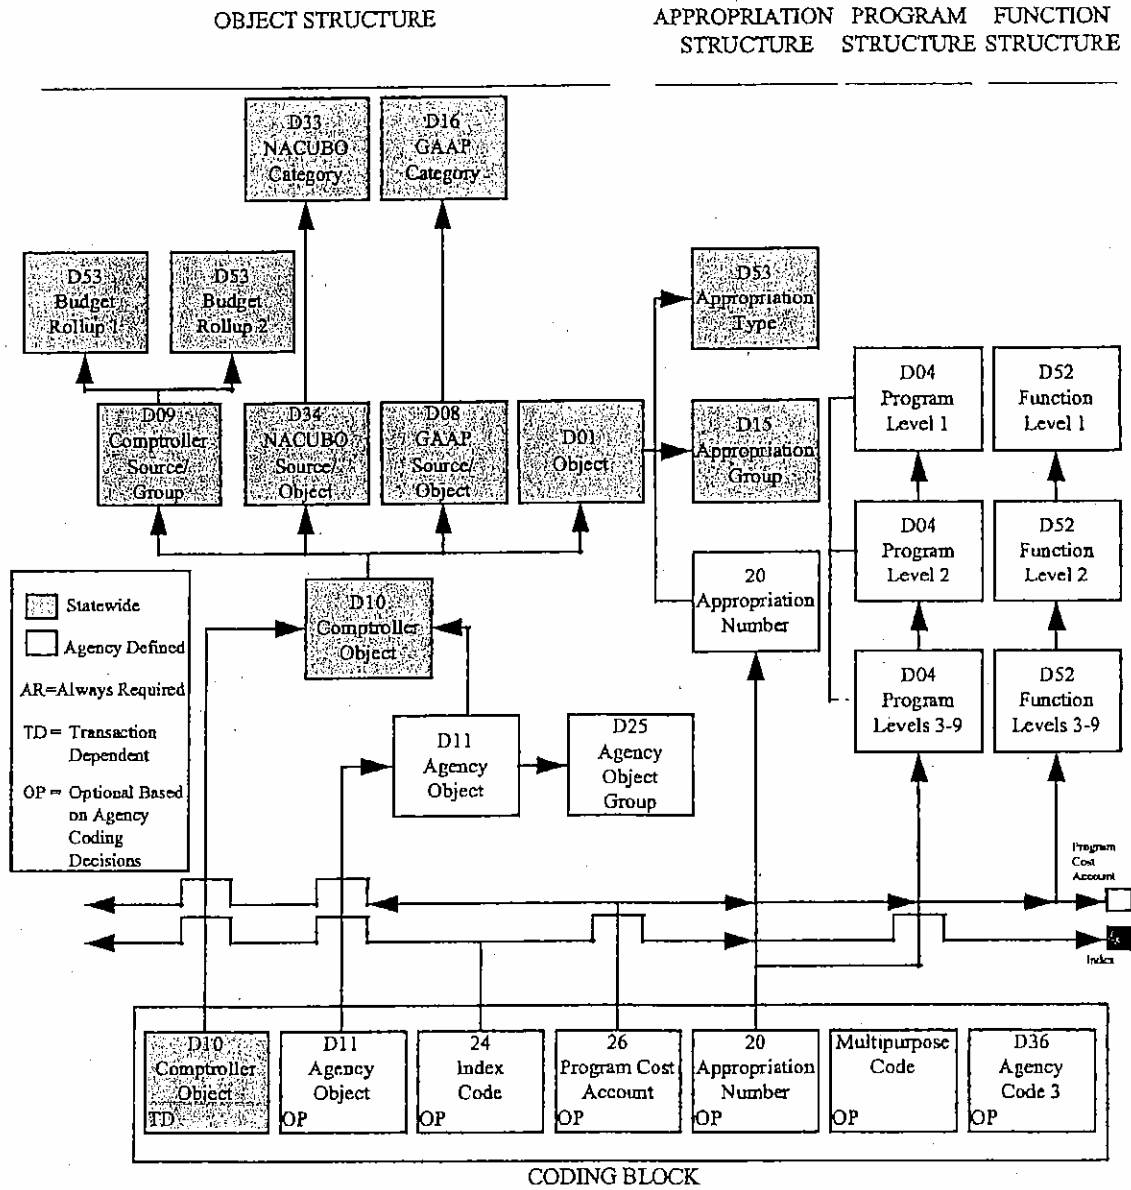 OBJECT STRUCTURE
APPROPRIATION
STRUCTURE
PROGRAM
STRUCTURE
FUNCTION
STRUCTURE
D33
NACUBO
Category
D16
GAAP
Category
D53
Budget
Rollup 1
D53
Budget
Rollup 2
D53
Appropriation
Type
D09
Comptroller
Source/
Group
D34
NACUBO
Source/
Object
D08
GAAP
Source/
Object
D01
Object
D15
Appropriation
Group
D04
Program
Level 1
D52
Function
Level 1
D04
Program
Level 2
D52
Function
Level 2
20
Appropriation
Number
D10
Comptroller
Object
D04
Program
Levels 3-9
D52
Function
Levels 3-9
Statewide
Agency Defined
AR=Always Required
TD = Transaction
Dependent
OP = Optional Based
on Agency
Coding
Decisions
D11
Agency
Object
D25
Agency
Object
Group
Program
Cost
Account
Index
D10
Comptroller
Object
TD
D11
Agency
Object
OP
24
Index
Code
OP
26
Program Cost
Account
OP
20
Appropriation
Number
OP
Multipurpose
Code
OP
D36
Agency
Code 3
OP
CODING BLOCK